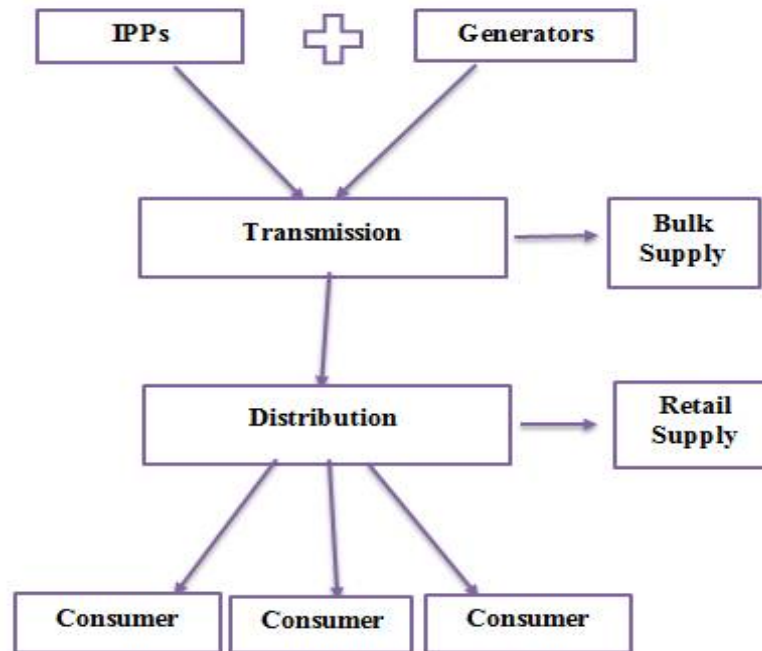 IPPs
Generators
Transmission
Bulk
Supply
Distribution
Retail
Supply
Consumer
Consumer
Consumer